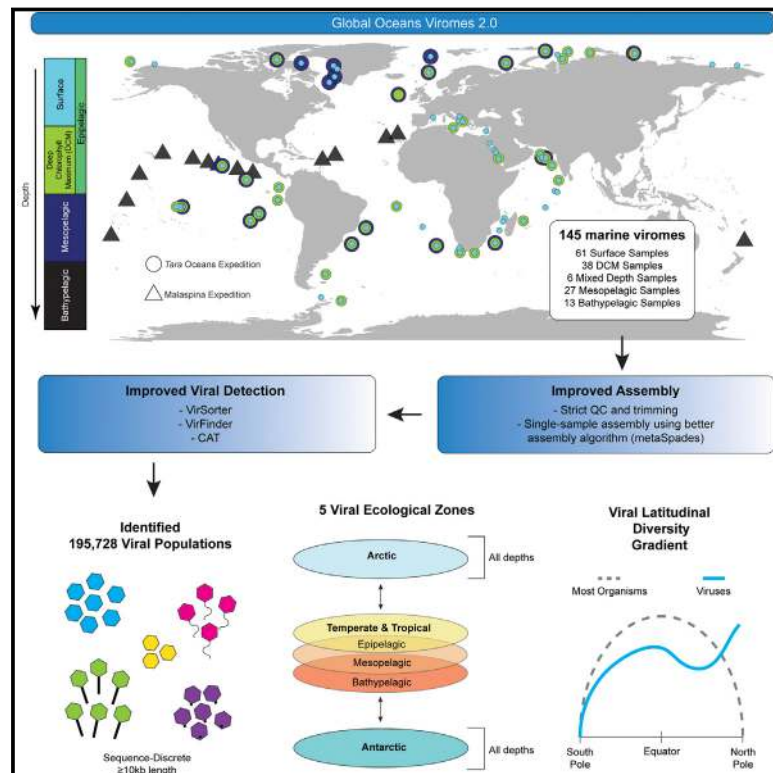 Global Oceans Viromes 2.0
Depth
Surface
Epipelagic
Deep
Chlorophyll
Maximum (DCM)
Mesopelagic
Bathypelagic
Tara Oceans Expedition
Malaspina Expedition
145 marine viromes
61 Surface Samples
38 DCM Samples
6 Mixed Depth Samples
27 Mesopelagic Samples
13 Bathypelagic Samples
Improved Viral Detection
- VirSorter
- VirFinder
- CAT
Improved Assembly
- Strict QC and trimming
- Single-sample assembly using better
assembly algorithm (metaSpades)
Identified
195,728 Viral Populations
Sequence-Discrete
≥10kb length
5 Viral Ecological Zones
Arctic
All depths
Temperate & Tropical
Epipelagic
Mesopelagic
Bathypelagic
Antarctic
All depths
Viral Latitudinal
Diversity
Gradient
Most Organisms
Viruses
South
Pole
Equator
North
Pole